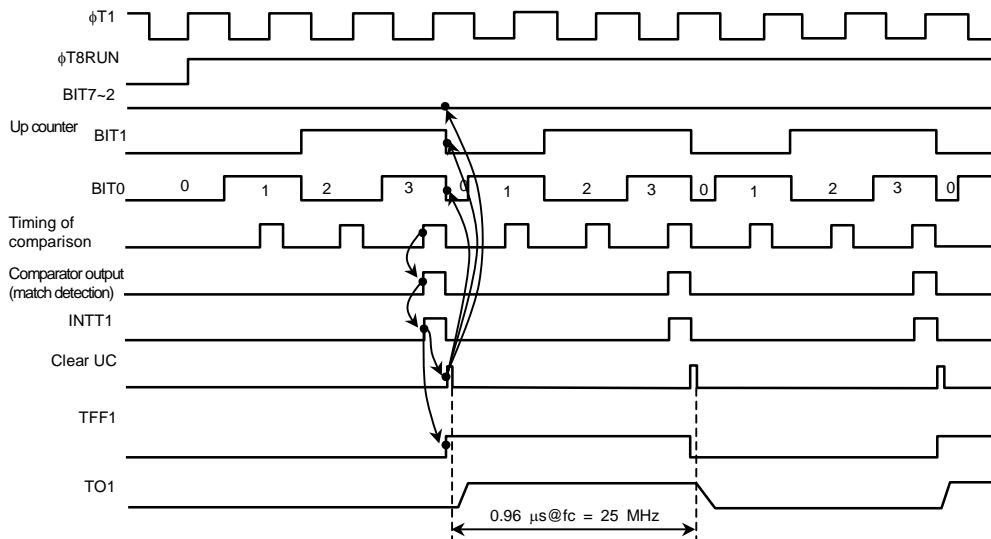 ϕT1
ϕT8RUN
BIT7~2
Up counter BIT1
BIT0 0 1 2 3 0 1 2 3 0 1 2 3 0
Timing of
comparison
Comparator output
(match detection)
INTT1
Clear UC
TFF1
TO1
0.96 μs@fc = 25 MHz